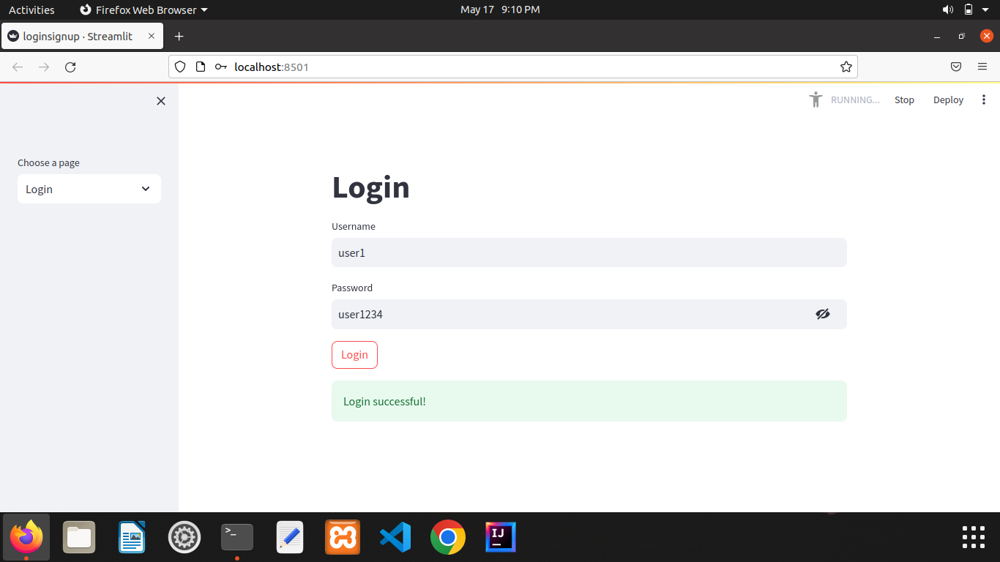 Activities
Firefox Web Browser
May 17 9:10 PM
loginsignup · Streamlit
localhost:8501
RUNNING...
Stop
Deploy
Choose a page
Login
Login
Username
user1
Password
user1234
Login
Login successful!
>_
IJ